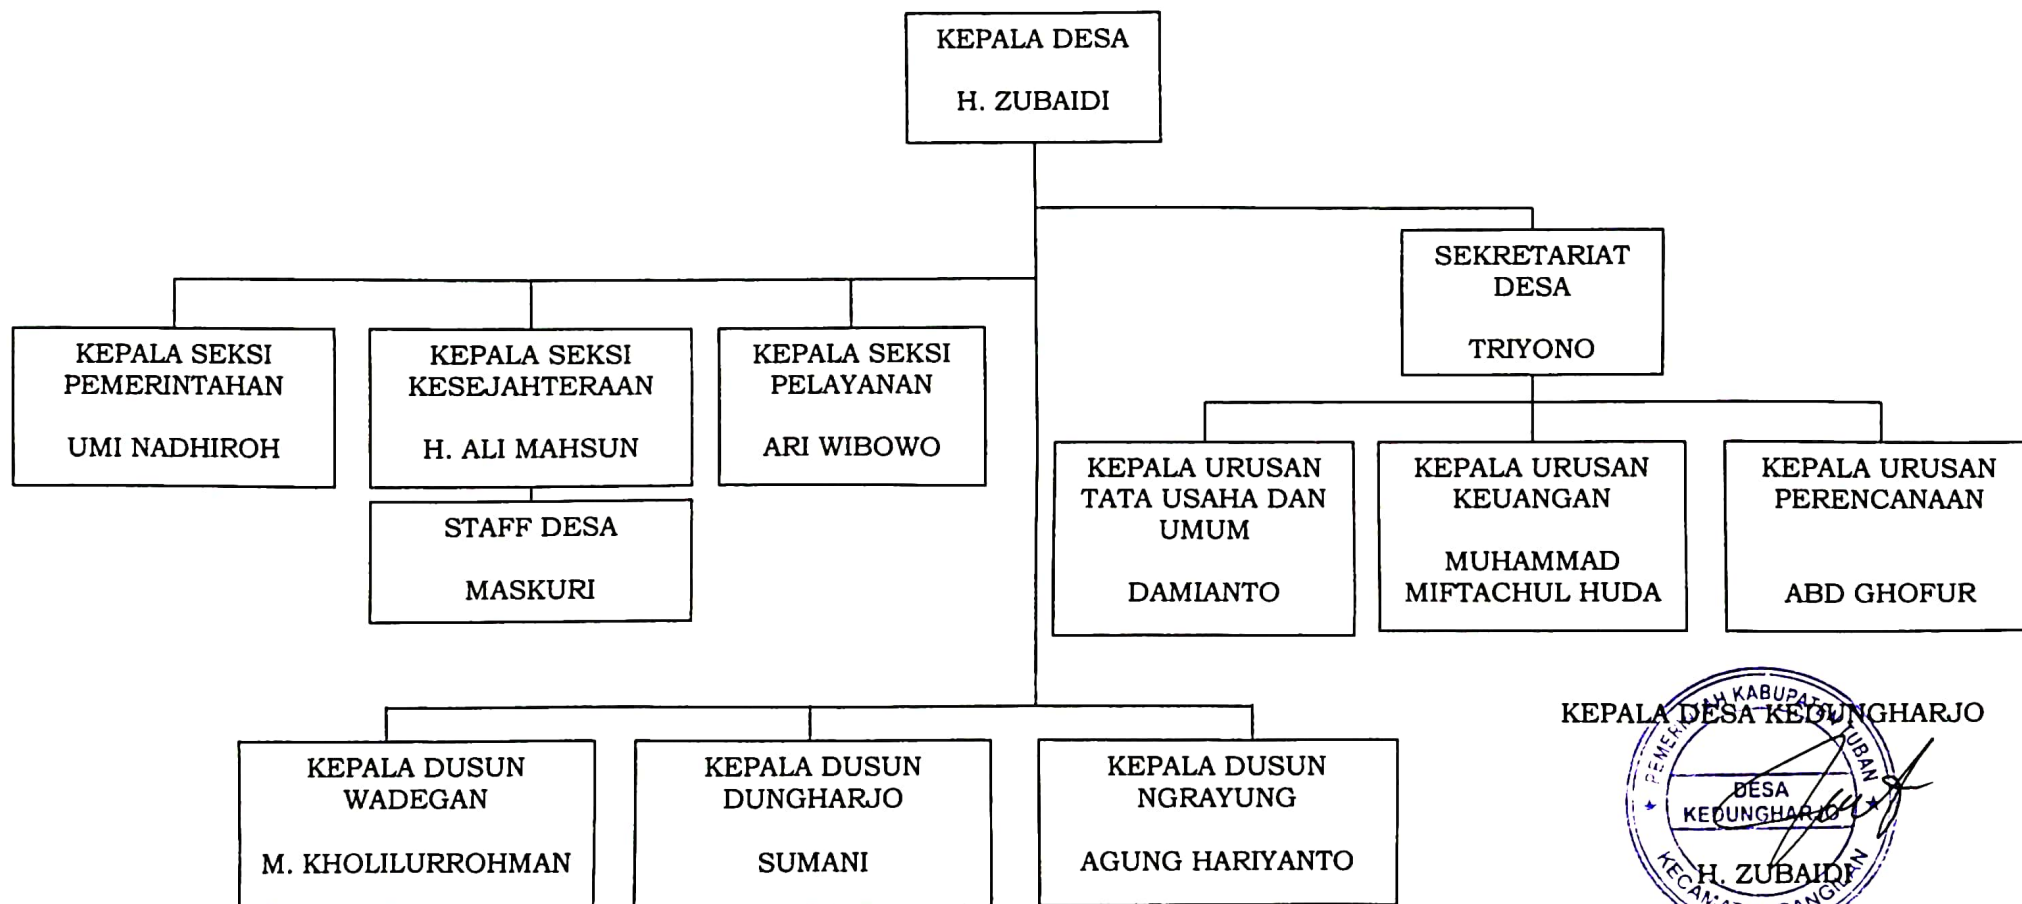 KEPALA DESA
H. ZUBAIDI
SEKRETARIAT
DESA
TRIYONO
KEPALA SEKSI
PEMERINTAHAN
UMI NADHIROH
KEPALA SEKSI
KESEJAHTERAAN
H. ALI MAHSUN
KEPALA SEKSI
PELAYANAN
ARI WIBOWO
STAFF DESA
MASKURI
KEPALA URUSAN
TATA USAHA DAN
UMUM
DAMIANTO
KEPALA URUSAN
KEUANGAN
MUHAMMAD
MIFTACHUL HUDA
KEPALA URUSAN
PERENCANAAN
ABD GHOFUR
KEPALA DUSUN
WADEGAN
M. KHOLILURROHMAN
KEPALA DUSUN
DUNGHARJO
SUMANI
KEPALA DUSUN
NGRAYUNG
AGUNG HARIYANTO
KEPALA DESA KEDUNGHARJO
PEMERINTAH KABUPATEN TUBAN
DESA
KEDUNGHARJO
H. ZUBAIDI